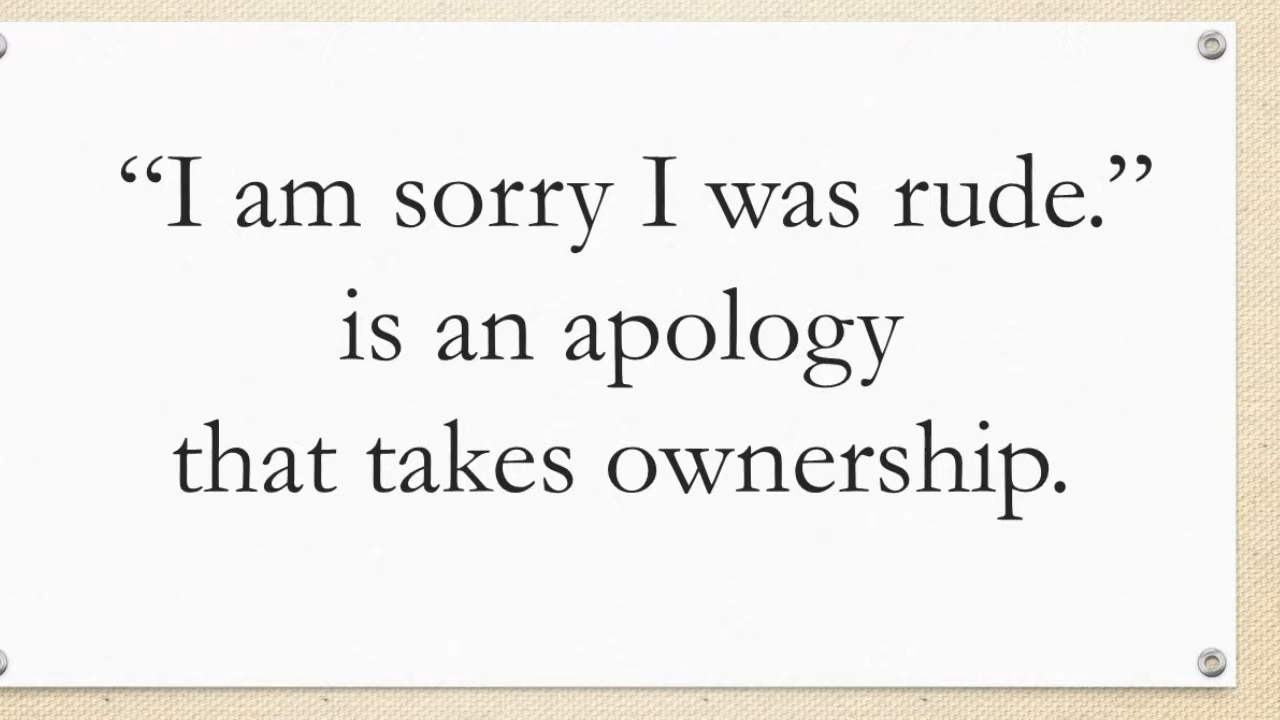 “I am sorry I was rude.”
is an apology
that takes ownership.